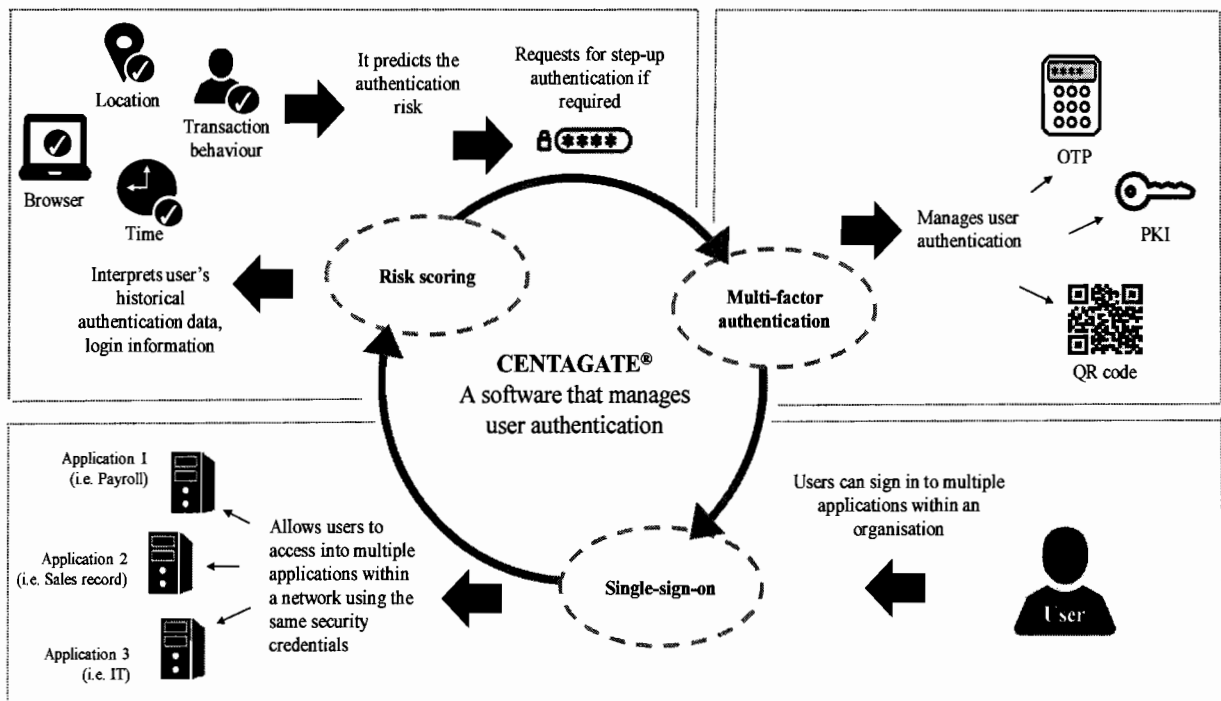 Location
Transaction
behaviour
Browser
Time
It predicts the
authentication
risk
Requests for step-up
authentication if
required
****
Interprets user's
historical
authentication data,
login information
Risk scoring
Multi-factor
authentication
Manages user
authentication
****
OTP
PKI
QR code
CENTAGATE®
A software that manages
user authentication
Application 1
(i.e. Payroll)
Application 2
(i.e. Sales record)
Application 3
(i.e. IT)
Allows users to
access into multiple
applications within
a network using the
same security
credentials
Single-sign-on
Users can sign in to multiple
applications within an
organisation
User